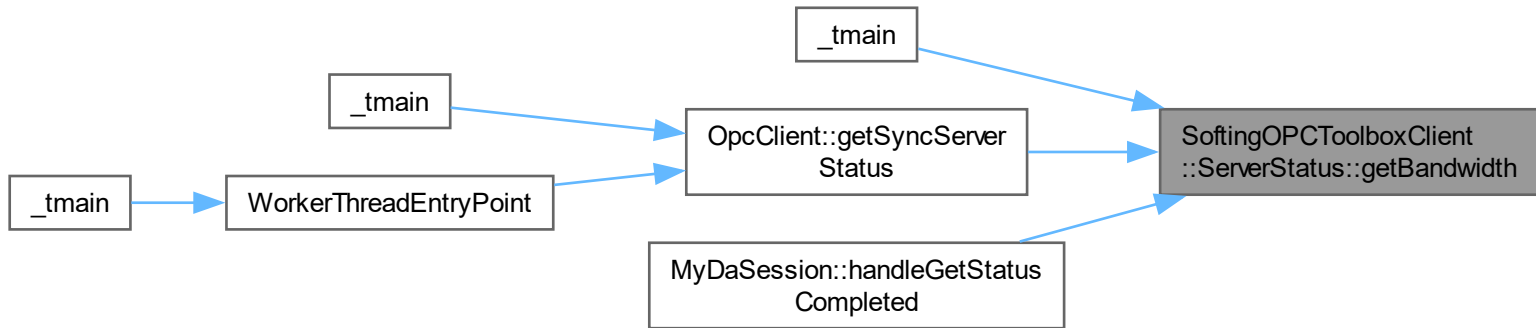 _tmain
_tmain
OpcClient::getSyncServer
Status
SoftingOPCToolboxClient
::ServerStatus::getBandwidth
_tmain
WorkerThreadEntryPoint
MyDaSession::handleGetStatus
Completed